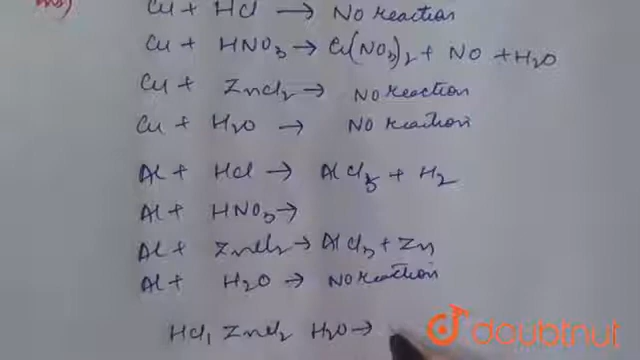 Cu + HCl → No reaction
Cu + HNO3 → Cu(NO3)2 + NO + H2O
Cu + ZnCl2 → No reaction
Cu + H2O → No reaction
Al + HCl → AlCl3 + H2
Al + HNO3 →
Al + ZnCl2 → AlCl3 + Zn
Al + H2O → No reaction
HCl, ZnCl2 H2O →
doubtnut